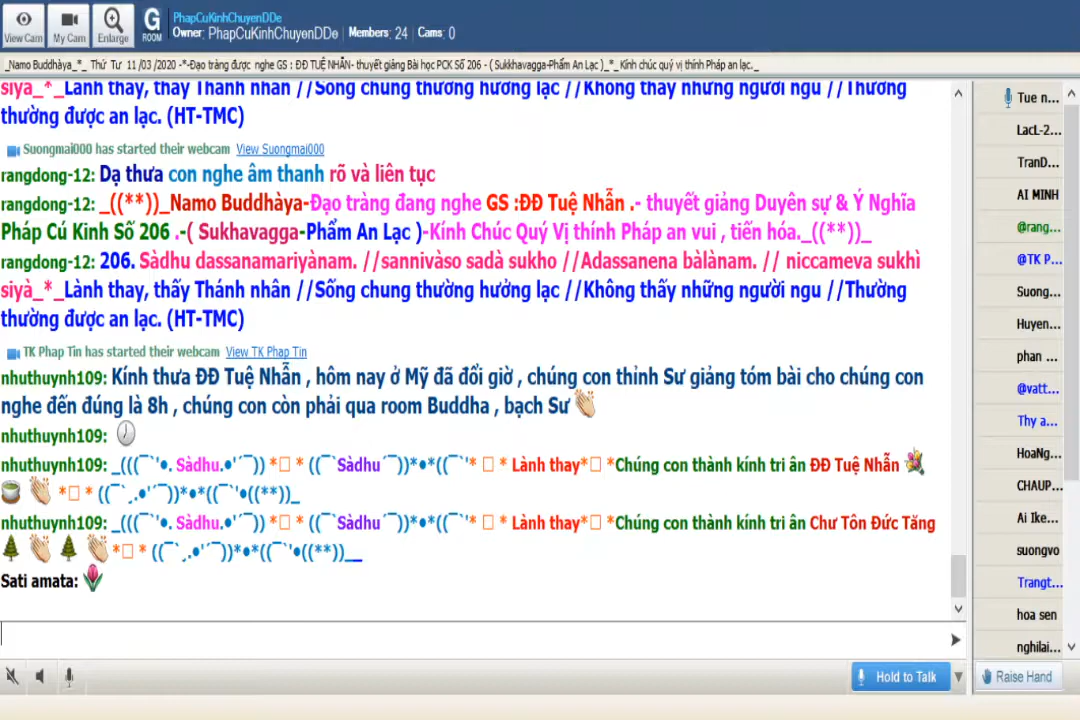 View Cam My Cam Enlarge G ROOM PhapCuKinhChuyenDDe
Owner: PhapCuKinhChuyenDDe Members: 24 Cams: 0
_Namo Buddhàya_*_ Thứ Tư 11 /03 /2020 -*-Đạo tràng được nghe GS : ĐĐ TUỆ NHẪN- thuyết giảng Bài học PCK Số 206 - ( Sukkhavagga-Phẩm An Lạc )_*_ Kính chúc quý vị thính Pháp an lạc._
siyà_*_Lành thay, thấy Thánh nhân //Sống chung thường hưởng lạc //Không thấy những người ngu //Thường
thường được an lạc. (HT-TMC)
Suongmai000 has started their webcam View Suongmai000
rangdong-12: Dạ thưa con nghe âm thanh rõ và liên tục
rangdong-12: _((**))_Namo Buddhàya-Đạo tràng đang nghe GS :ĐĐ Tuệ Nhẫn .- thuyết giảng Duyên sự & Ý Nghĩa
Pháp Cú Kinh Số 206 .-( Sukhavagga-Phẩm An Lạc )-Kính Chúc Quý Vị thính Pháp an vui , tiến hóa._((**))_
rangdong-12: 206. Sàdhu dassanamariyànam. //sannivàso sadà sukho //Adassanena bàlànam. // niccameva sukhì
siyà_*_Lành thay, thấy Thánh nhân //Sống chung thường hưởng lạc //Không thấy những người ngu //Thường
thường được an lạc. (HT-TMC)
TK Phap Tin has started their webcam View TK Phap Tin
nhuthuynh109: Kính thưa ĐĐ Tuệ Nhẫn , hôm nay ở Mỹ đã đổi giờ , chúng con thỉnh Sư giảng tóm bài cho chúng con
nghe đến đúng là 8h , chúng con còn phải qua room Buddha , bạch Sư 👏
nhuthuynh109: 🕗
nhuthuynh109: _(((¯`'•. Sàdhu.•'´¯)) *□ * ((¯`Sàdhu´¯))*•*((¯`'* □ * Lành thay*□ *Chúng con thành kính tri ân ĐĐ Tuệ Nhẫn 💐
🍵 👏 *□ * ((¯`¸.•'´¯))*•*((¯`'•((**))_
nhuthuynh109: _(((¯`'•. Sàdhu.•'´¯)) *□ * ((¯`Sàdhu´¯))*•*((¯`'* □ * Lành thay*□ *Chúng con thành kính tri ân Chư Tôn Đức Tăng
🌲 👏 🌲 👏 *□ * ((¯`¸.•'´¯))*•*((¯`'•((**))__
Sati amata: 🌷
Hold to Talk
Tue n...
LacL-2...
TranD...
AI MINH
@rang...
@TK P...
Suong...
Huyen...
phan ...
@vatt...
Thy a...
HoaNg...
CHAUP...
Ai Ike...
suongvo
Trangt...
hoa sen
nghilai...
Raise Hand